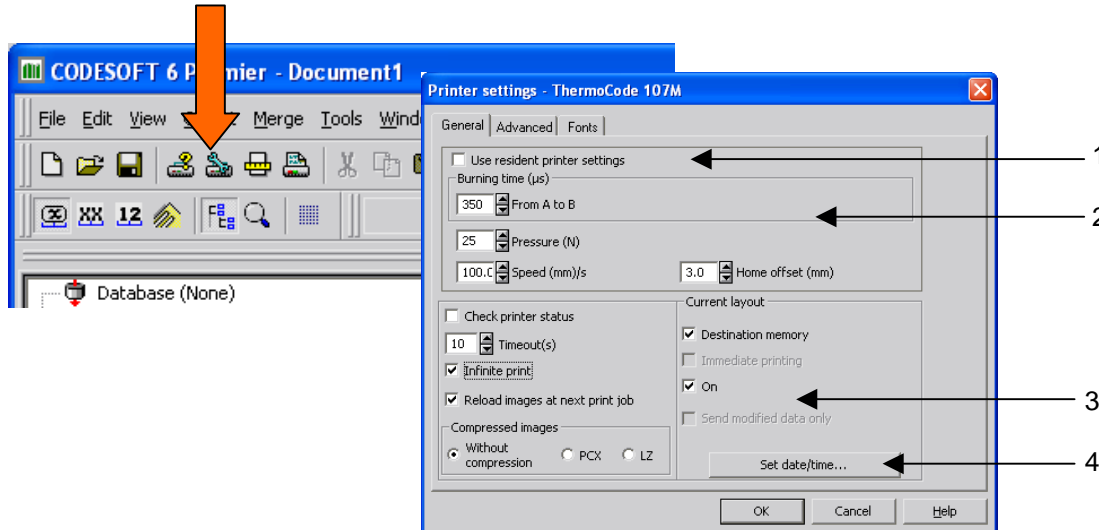 CODESOFT 6 Premier - Document1
File Edit View Merge Tools
XX 12
Database (None)
Printer settings - ThermoCode 107M
General Advanced Fonts
Use resident printer settings
1
Burning time (µs)
350 From A to B
2
25 Pressure (N)
100.0 Speed (mm)/s
3.0 Home offset (mm)
Check printer status
10 Timeout(s)
Infinite print
Reload images at next print job
Compressed images
Without
compression
PCX LZ
Current layout
Destination memory
Immediate printing
On
3
Send modified data only
Set date/time...
4
OK Cancel Help